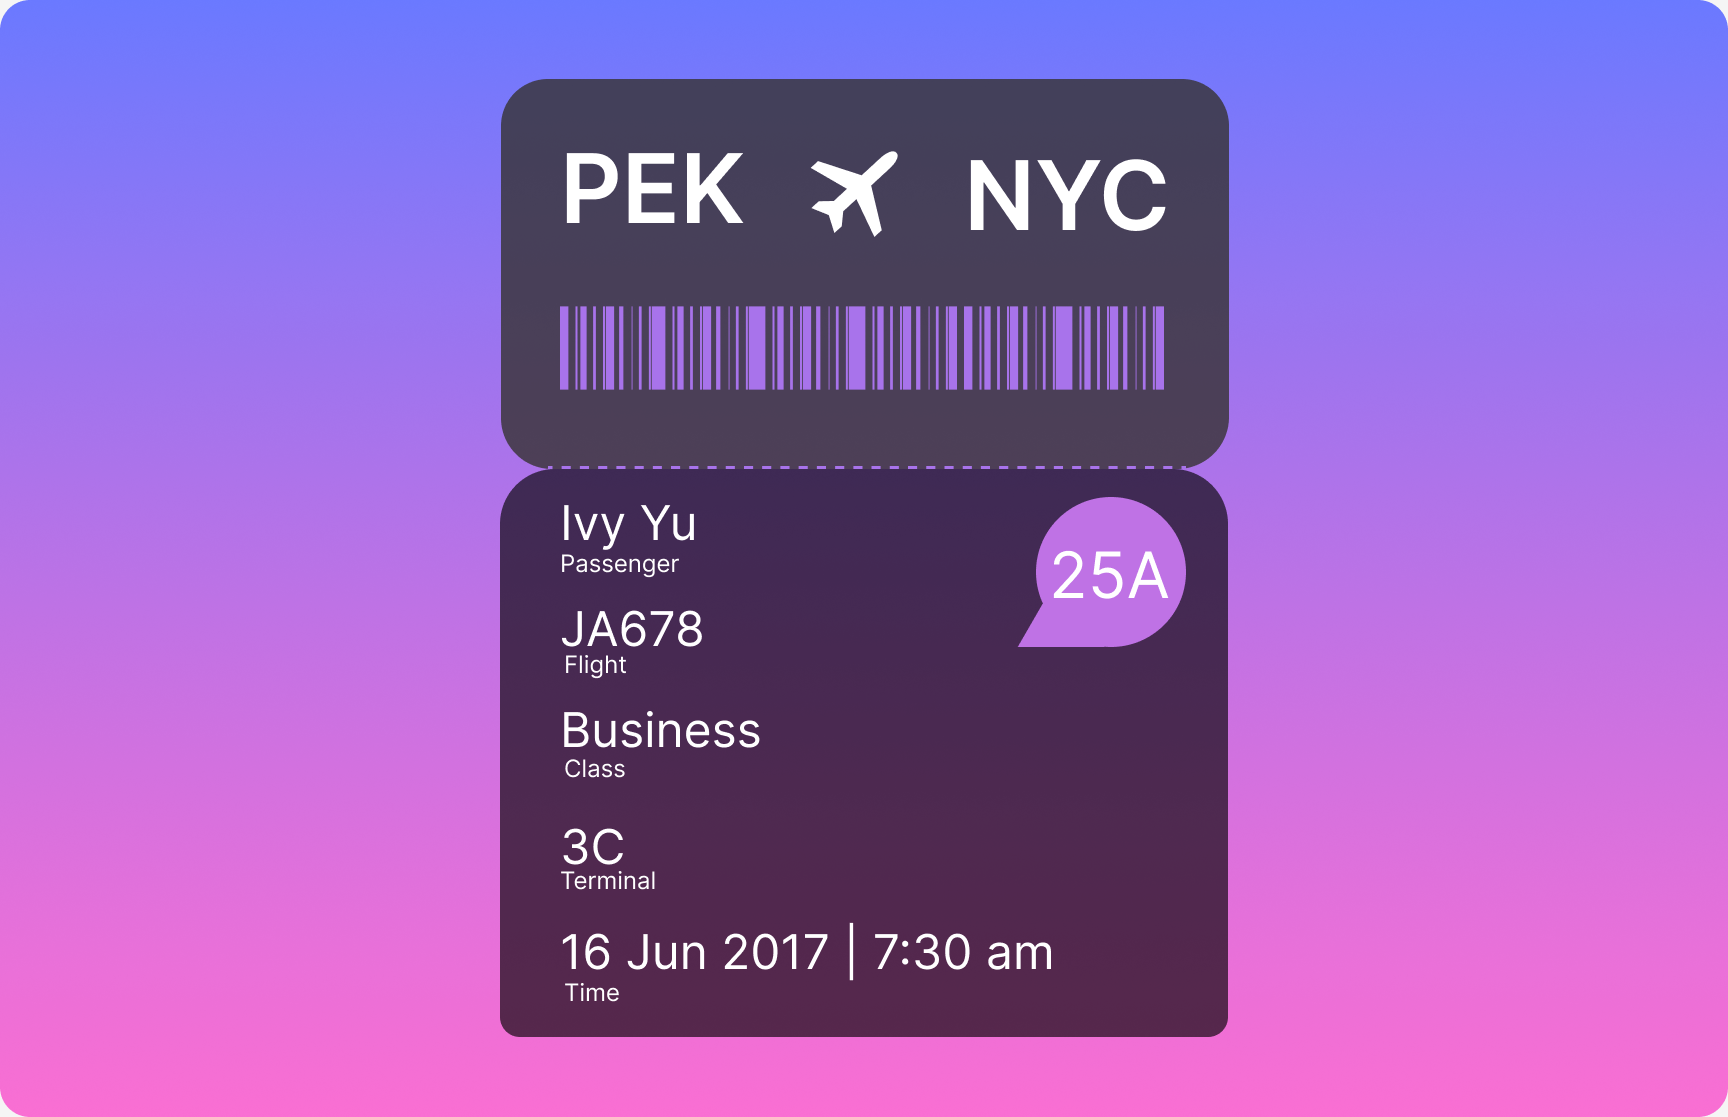 PEK NYC
Ivy Yu
Passenger
25A
JA678
Flight
Business
Class
3C
Terminal
16 Jun 2017 | 7:30 am
Time